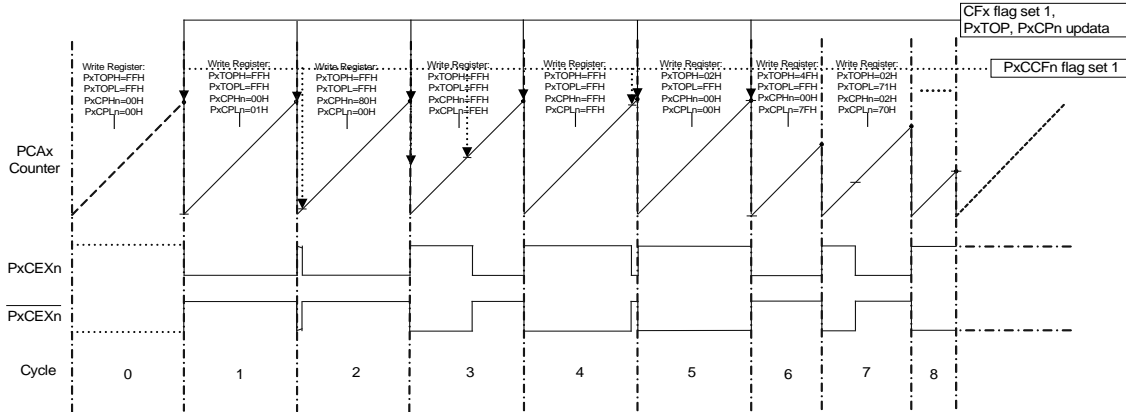 CFx flag set 1,
PxTOP, PxCPn updata
PxCCFn flag set 1
Write Register:
PxTOPH=FFH
PxTOPL=FFH
PxCPHn=00H
PxCPLn=00H
Write Register:
PxTOPH=FFH
PxTOPL=FFH
PxCPHn=00H
PxCPLn=01H
Write Register:
PxTOPH=FFH
PxTOPL=FFH
PxCPHn=80H
PxCPLn=00H
Write Register:
PxTOPH=FFH
PxTOPL=FFH
PxCPHn=FFH
PxCPLn=FEH
Write Register:
PxTOPH=FFH
PxTOPL=FFH
PxCPHn=FFH
PxCPLn=FFH
Write Register:
PxTOPH=02H
PxTOPL=FFH
PxCPHn=00H
PxCPLn=00H
Write Register:
PxTOPH=4FH
PxTOPL=FFH
PxCPHn=00H
PxCPLn=7FH
Write Register:
PxTOPH=02H
PxTOPL=71H
PxCPHn=02H
PxCPLn=70H
PCAx
Counter
PxCEXn
PxCEXn
Cycle 0 1 2 3 4 5 6 7 8